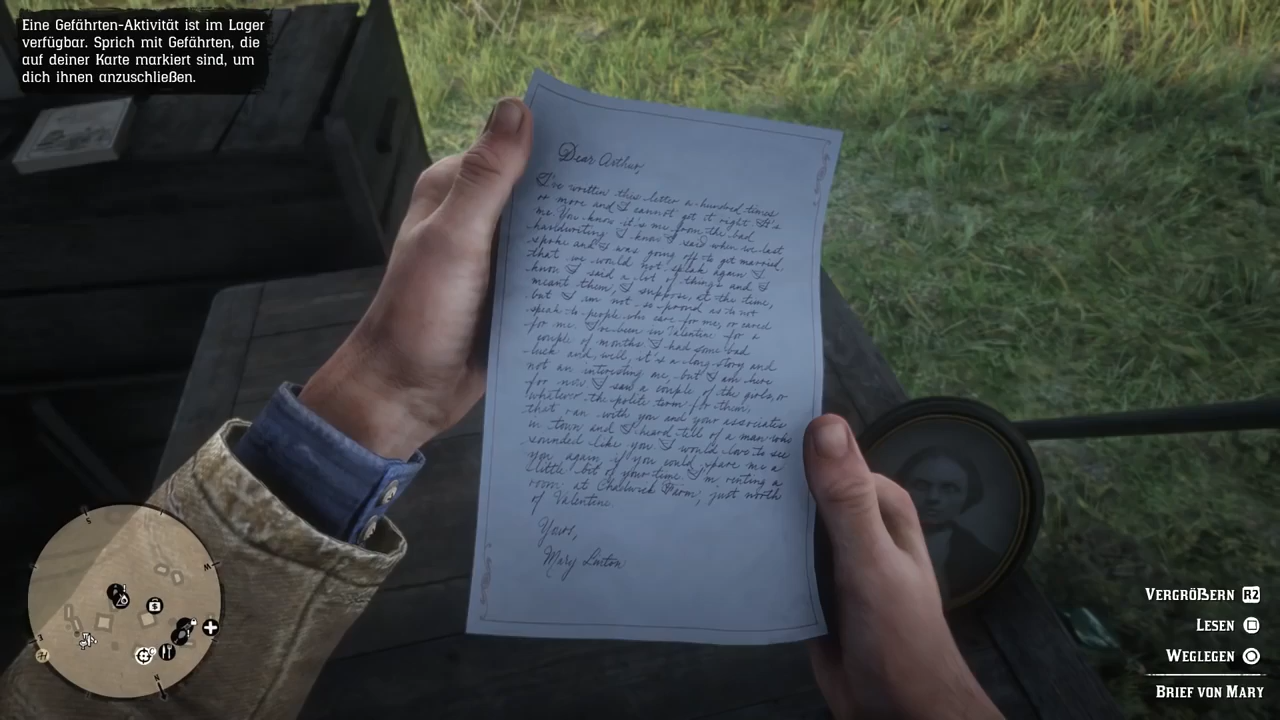 Eine Gefährten-Aktivität ist im Lager
verfügbar. Sprich mit Gefährten, die
auf deiner Karte markiert sind, um
dich ihnen anzuschließen.
Dear Arthur,
I've written this letter a hundred times
or more and I cannot get it right. It's
me. You know it's me from the bad
handwriting. I know I said when we last
spoke and I was going off to get married,
that we would not speak again. I
know I said a lot of things and I
meant them, I suppose, at the time,
but I am not so proud as to not
speak to people who care for me, or cared
for me. I've been in Valentine for a
couple of months. I had some bad
luck and, well, it's a long story and
not an interesting one, but I am here
for now. I saw a couple of the girls, or
whatever the polite term for them,
that ran with you and your associates
in town and I heard tell of a man who
sounded like you. I would love to see
you again if you could spare me a
little bit of your time. I'm renting a
room at Chadwick Farm, just north
of Valentine.
Yours,
Mary Linton
VERGRÖẞERN R2
LESEN
WEGLEGEN
BRIEF VON MARY